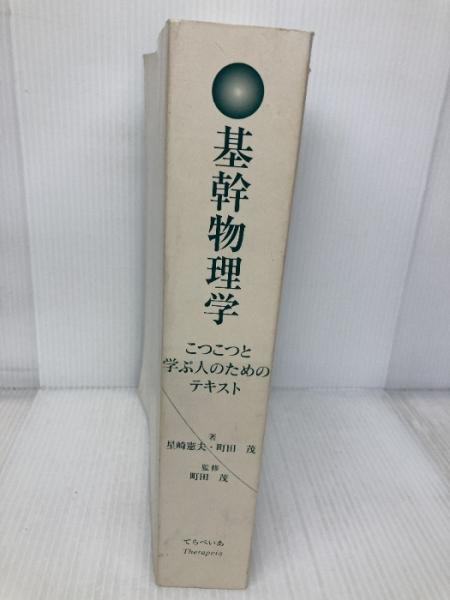 基幹物理学
こつこつと
学ぶ人のための
テキスト
著
星崎憲夫・町田 茂
監修
町田 茂
てらぺいあ
Therapeia